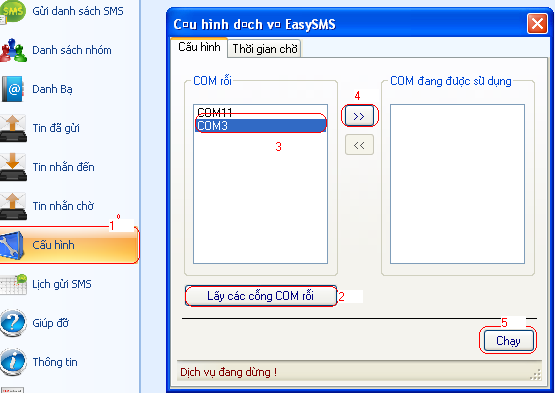 SMS
Gửi danh sách SMS
Danh sách nhóm
Danh Bạ
Tin đã gửi
Tin nhắn đến
Tin nhắn chờ
1
Cấu hình
Lịch gửi SMS
Giúp đỡ
Thông tin
C¤u hình d¤ch v¤ EasySMS
Cấu hình
Thời gian chờ
COM rỗi
COM11
COM3
3
4
>>
<<
COM đang được sử dụng
Lấy các cổng COM rỗi
2
5
Chạy
Dịch vụ đang dừng !